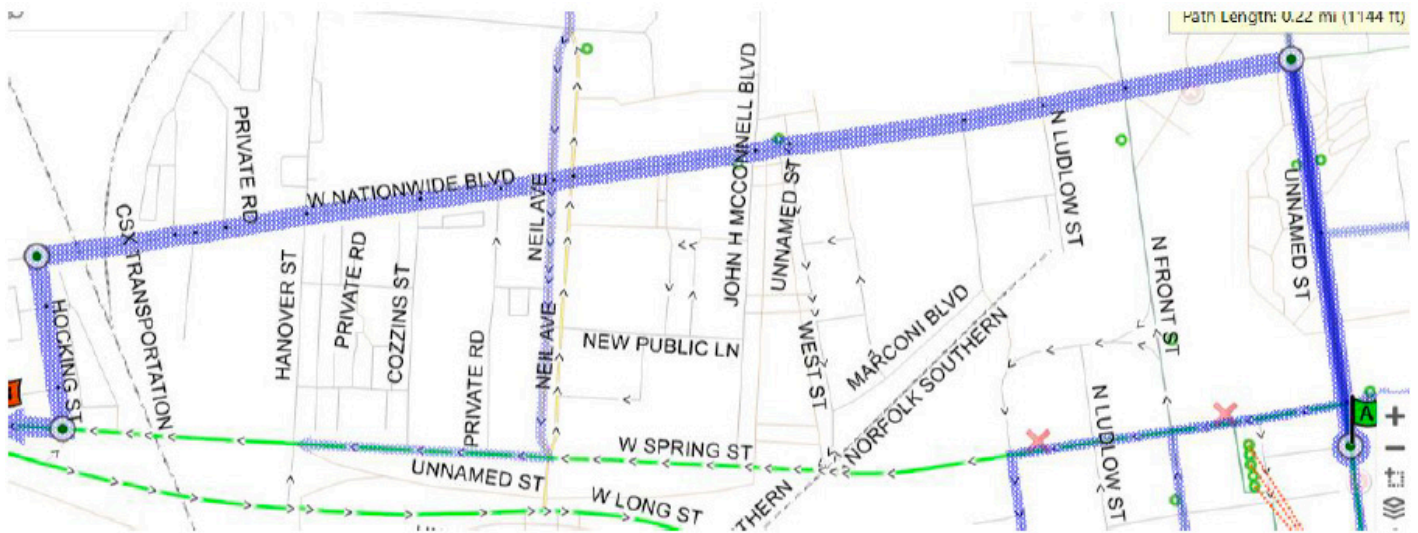 Path Length: 0.22 mi (1144 ft)
PRIVATE RD
W NATIONWIDE BLVD
NEIL AVE
JOHN H MCCONNELL BLVD
UNNAMED ST
N LUDLOW ST
UNNAMED ST
CSX TRANSPORTATION
HOCKING ST
HANOVER ST
PRIVATE RD
COZZINS ST
PRIVATE RD
NEIL AVE
NEW PUBLIC LN
WEST ST
MARCONI BLVD
NORFOLK SOUTHERN
N FRONT ST
N LUDLOW ST
A
W SPRING ST
UNNAMED ST
W LONG ST
THERN